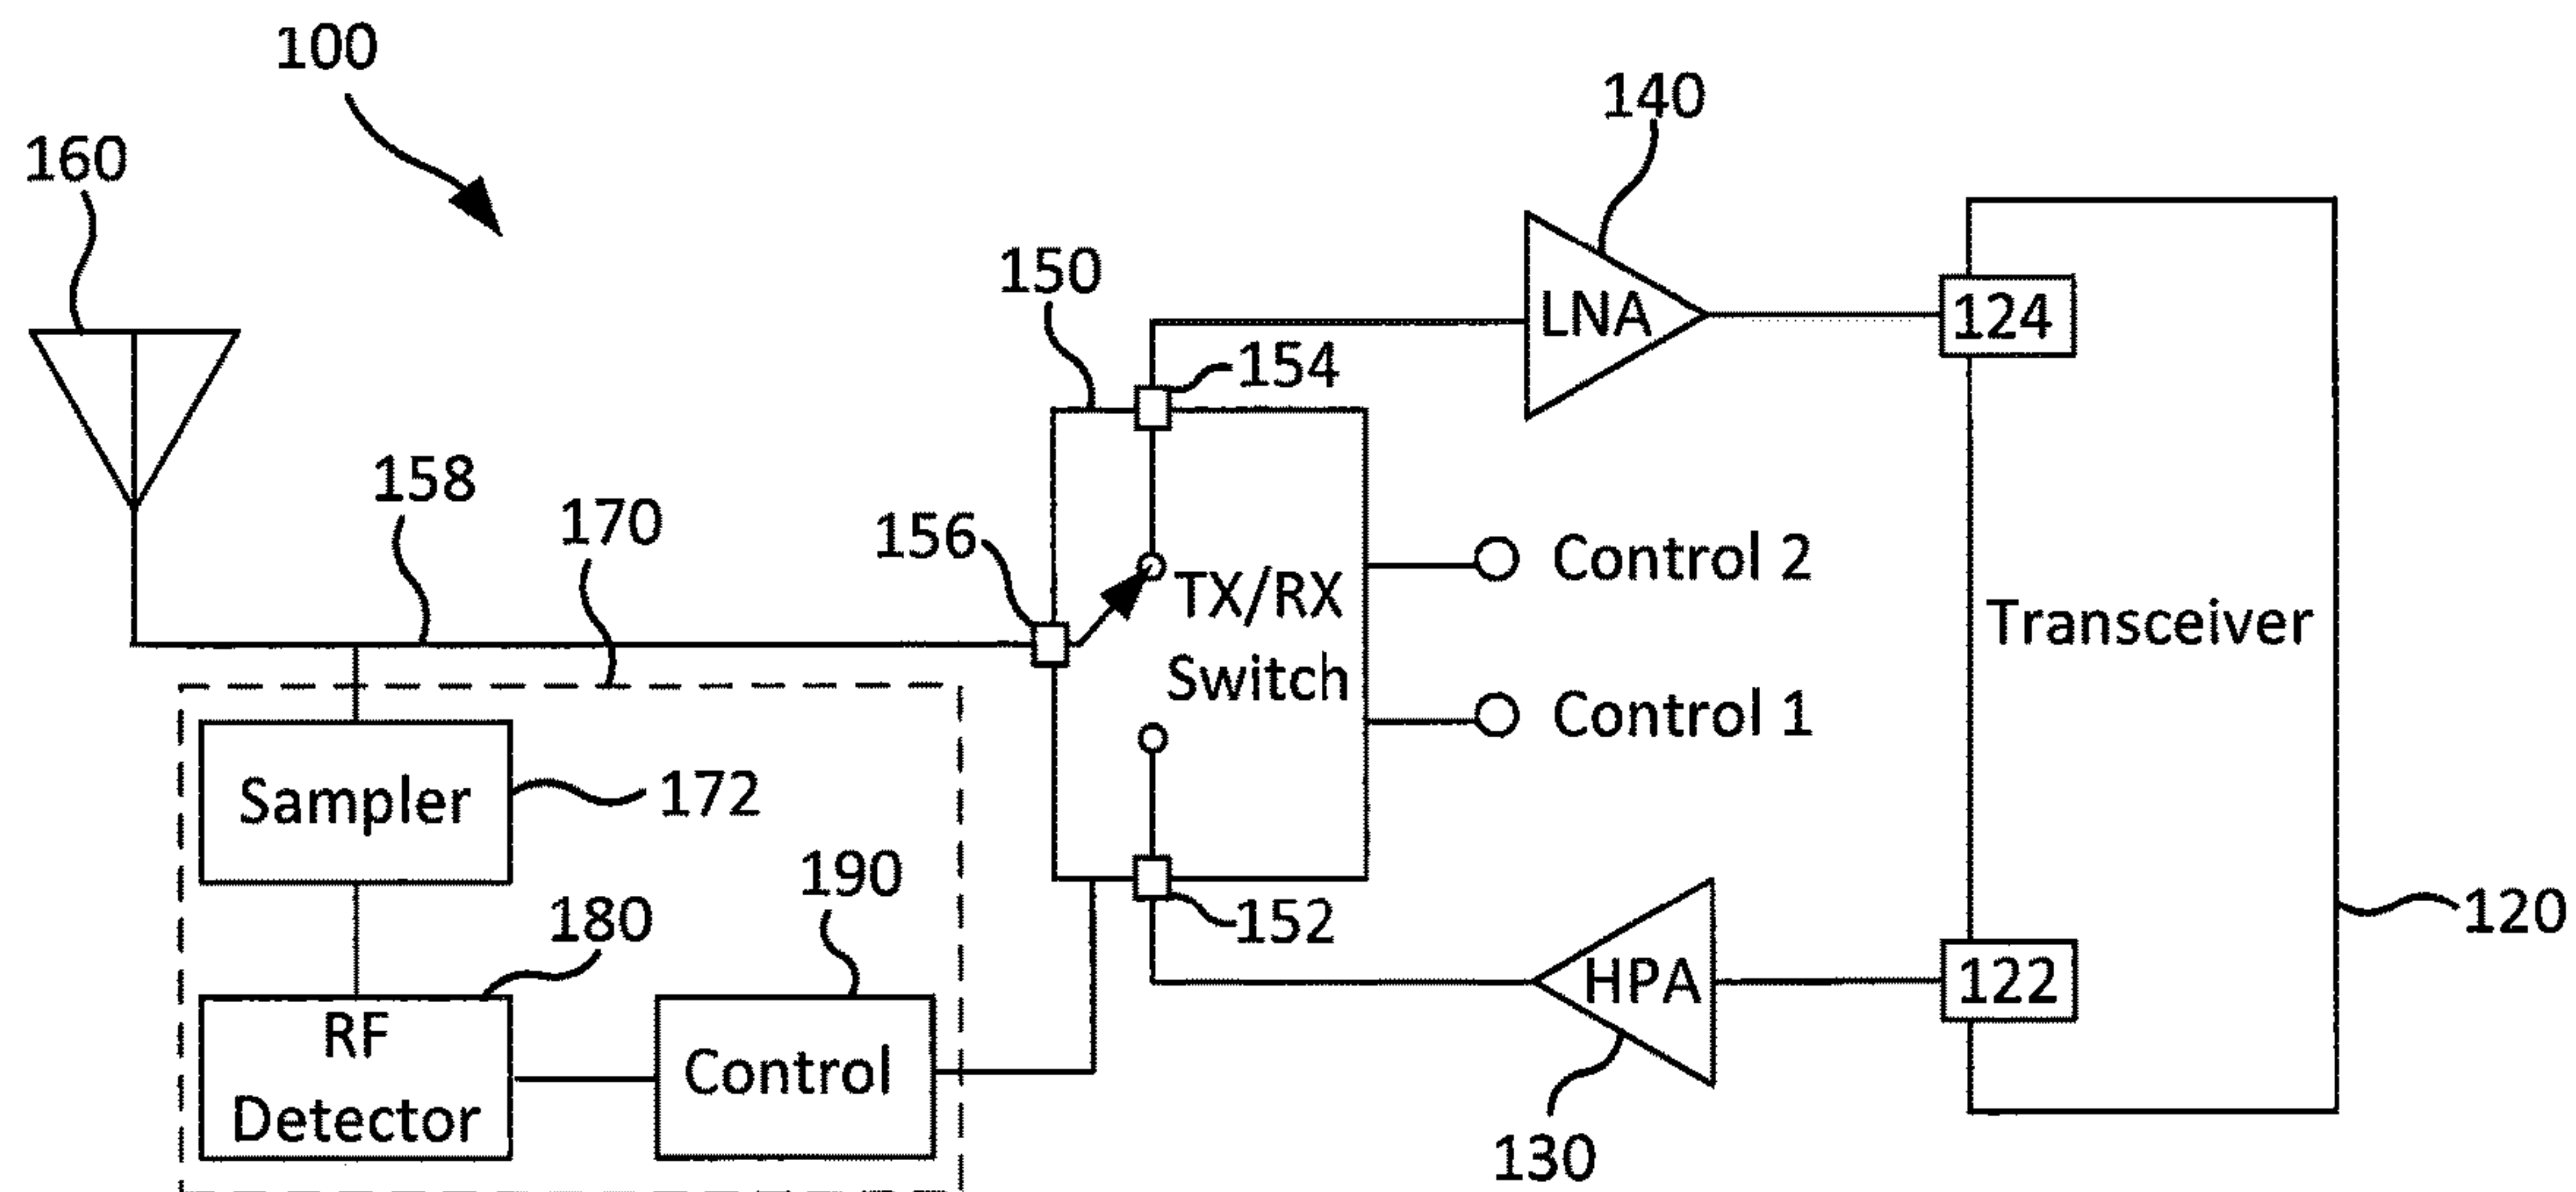 100
160
140
150
154
LNA
124
158
170
156
Control 2
TX/RX
Switch
Transceiver
Control 1
Sampler
172
190
180
152
120
RF
Detector
Control
HPA
122
130